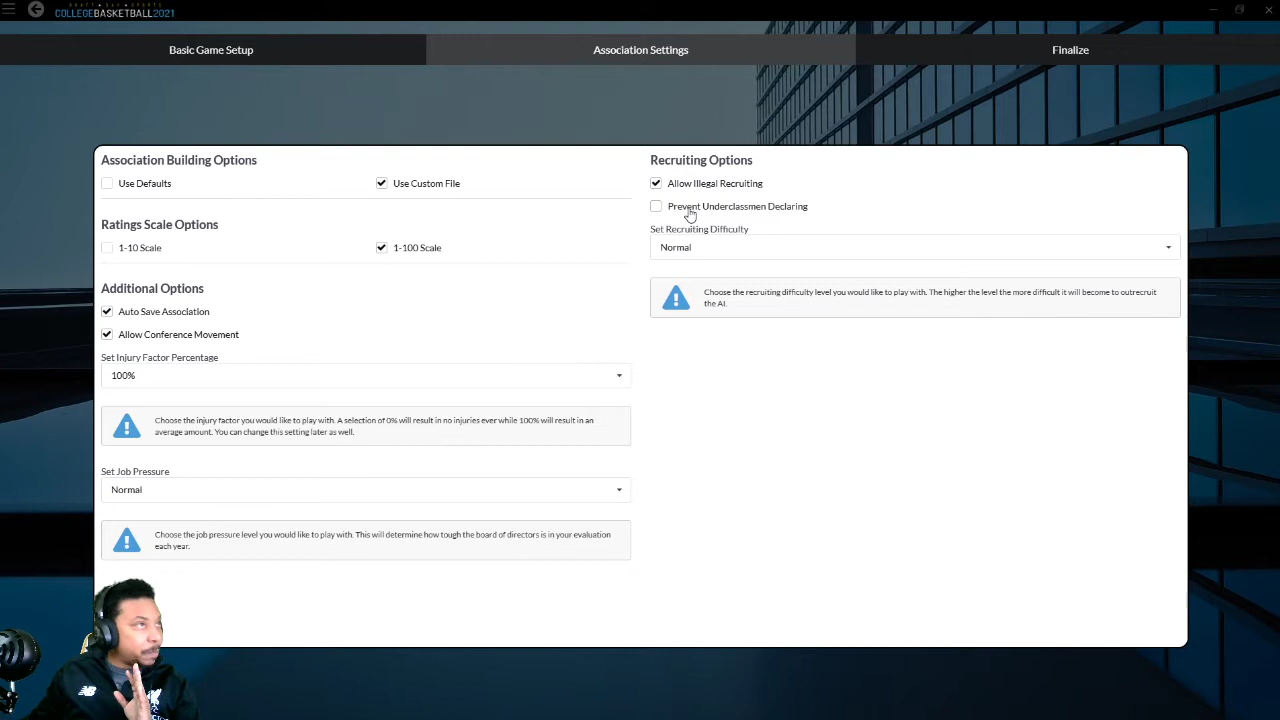 DRAFT DAY SPORTS
COLLEGEBASKETBALL2021
Basic Game Setup
Association Settings
Finalize
Association Building Options
Use Defaults
Use Custom File
Ratings Scale Options
1-10 Scale
1-100 Scale
Additional Options
Auto Save Association
Allow Conference Movement
Set Injury Factor Percentage
100%
Choose the injury factor you would like to play with. A selection of 0% will result in no injuries ever while 100% will result in an
average amount. You can change this setting later as well.
Set Job Pressure
Normal
Choose the job pressure level you would like to play with. This will determine how tough the board of directors is in your evaluation
each year.
Recruiting Options
Allow Illegal Recruiting
Prevent Underclassmen Declaring
Set Recruiting Difficulty
Normal
Choose the recruiting difficulty level you would like to play with. The higher the level the more difficult it will become to outrecruit
the AI.